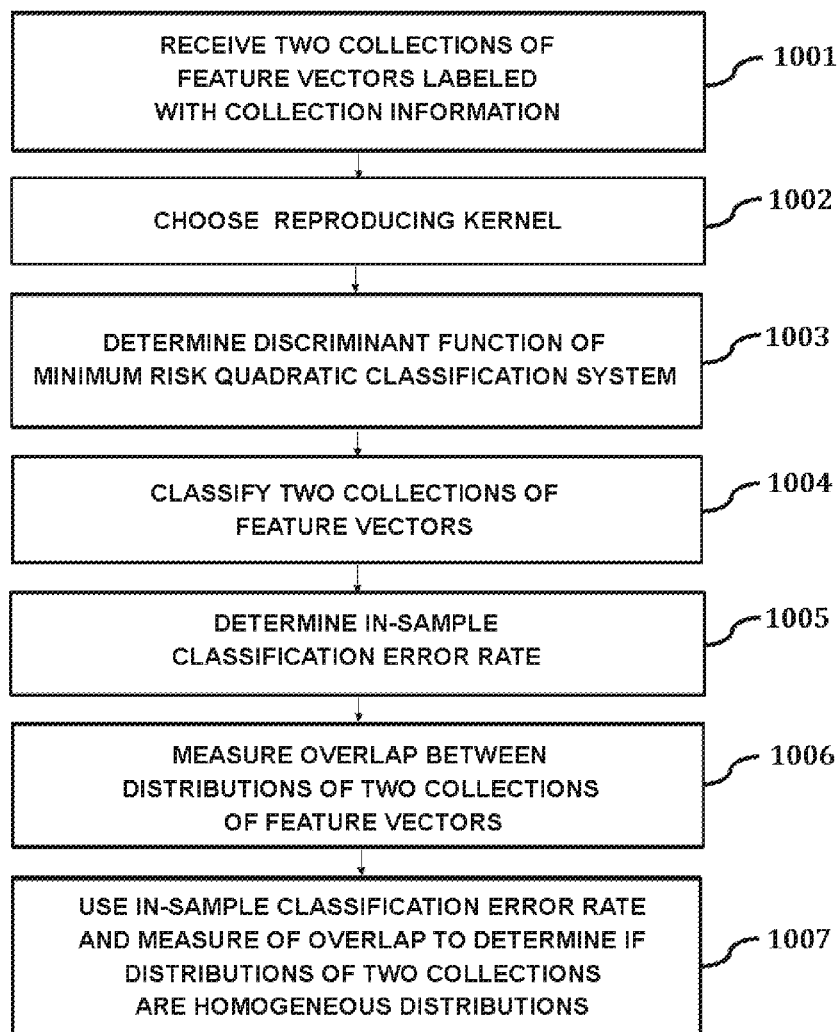 RECEIVE TWO COLLECTIONS OF
FEATURE VECTORS LABELED
WITH COLLECTION INFORMATION
1001
CHOOSE REPRODUCING KERNEL
1002
DETERMINE DISCRIMINANT FUNCTION OF
MINIMUM RISK QUADRATIC CLASSIFICATION SYSTEM
1003
CLASSIFY TWO COLLECTIONS OF
FEATURE VECTORS
1004
DETERMINE IN-SAMPLE
CLASSIFICATION ERROR RATE
1005
MEASURE OVERLAP BETWEEN
DISTRIBUTIONS OF TWO COLLECTIONS
OF FEATURE VECTORS
1006
USE IN-SAMPLE CLASSIFICATION ERROR RATE
AND MEASURE OF OVERLAP TO DETERMINE IF
DISTRIBUTIONS OF TWO COLLECTIONS
ARE HOMOGENEOUS DISTRIBUTIONS
1007